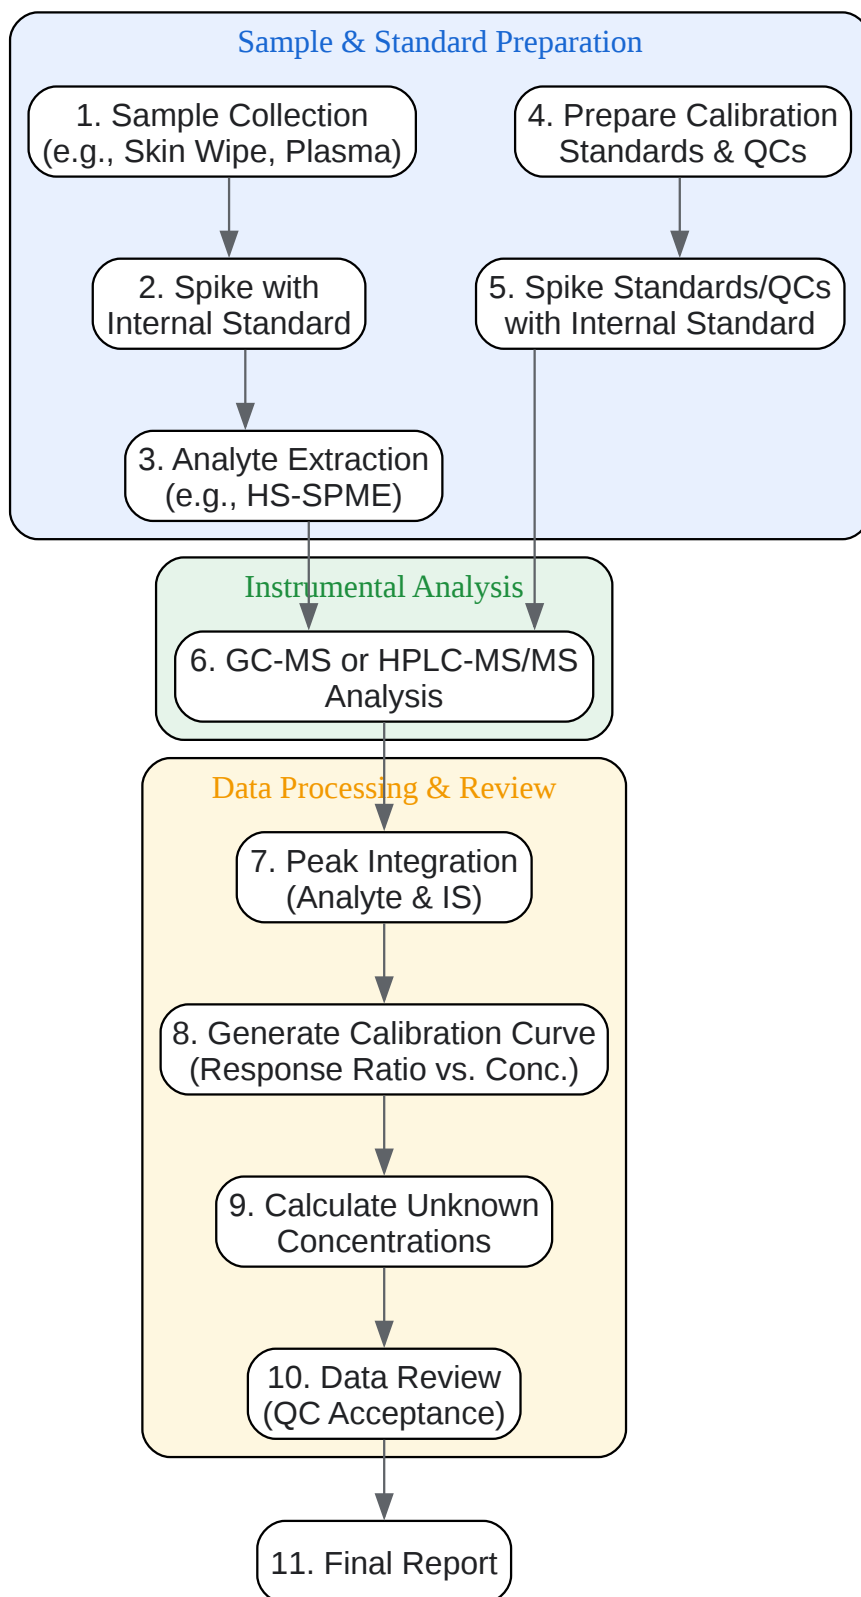 Sample & Standard Preparation
1. Sample Collection
(e.g., Skin Wipe, Plasma)
4. Prepare Calibration
Standards & QCs
2. Spike with
Internal Standard
5. Spike Standards/QCs
with Internal Standard
3. Analyte Extraction
(e.g., HS-SPME)
Instrumental Analysis
6. GC-MS or HPLC-MS/MS
Analysis
Data Processing & Review
7. Peak Integration
(Analyte & IS)
8. Generate Calibration Curve
(Response Ratio vs. Conc.)
9. Calculate Unknown
Concentrations
10. Data Review
(QC Acceptance)
11. Final Report